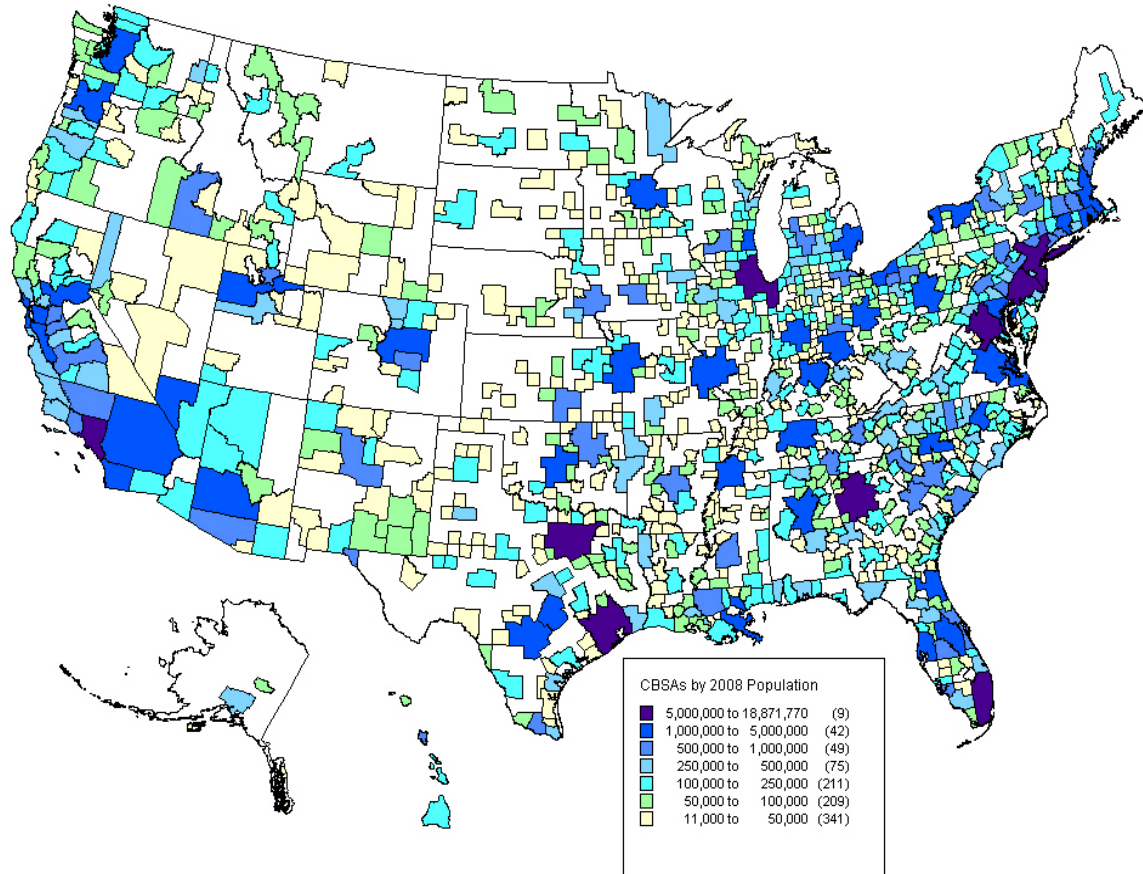 CBSAs by 2008 Population
5,000,000 to 18,871,770 (9)
1,000,000 to 5,000,000 (42)
500,000 to 1,000,000 (49)
250,000 to 500,000 (75)
100,000 to 250,000 (211)
50,000 to 100,000 (209)
11,000 to 50,000 (341)